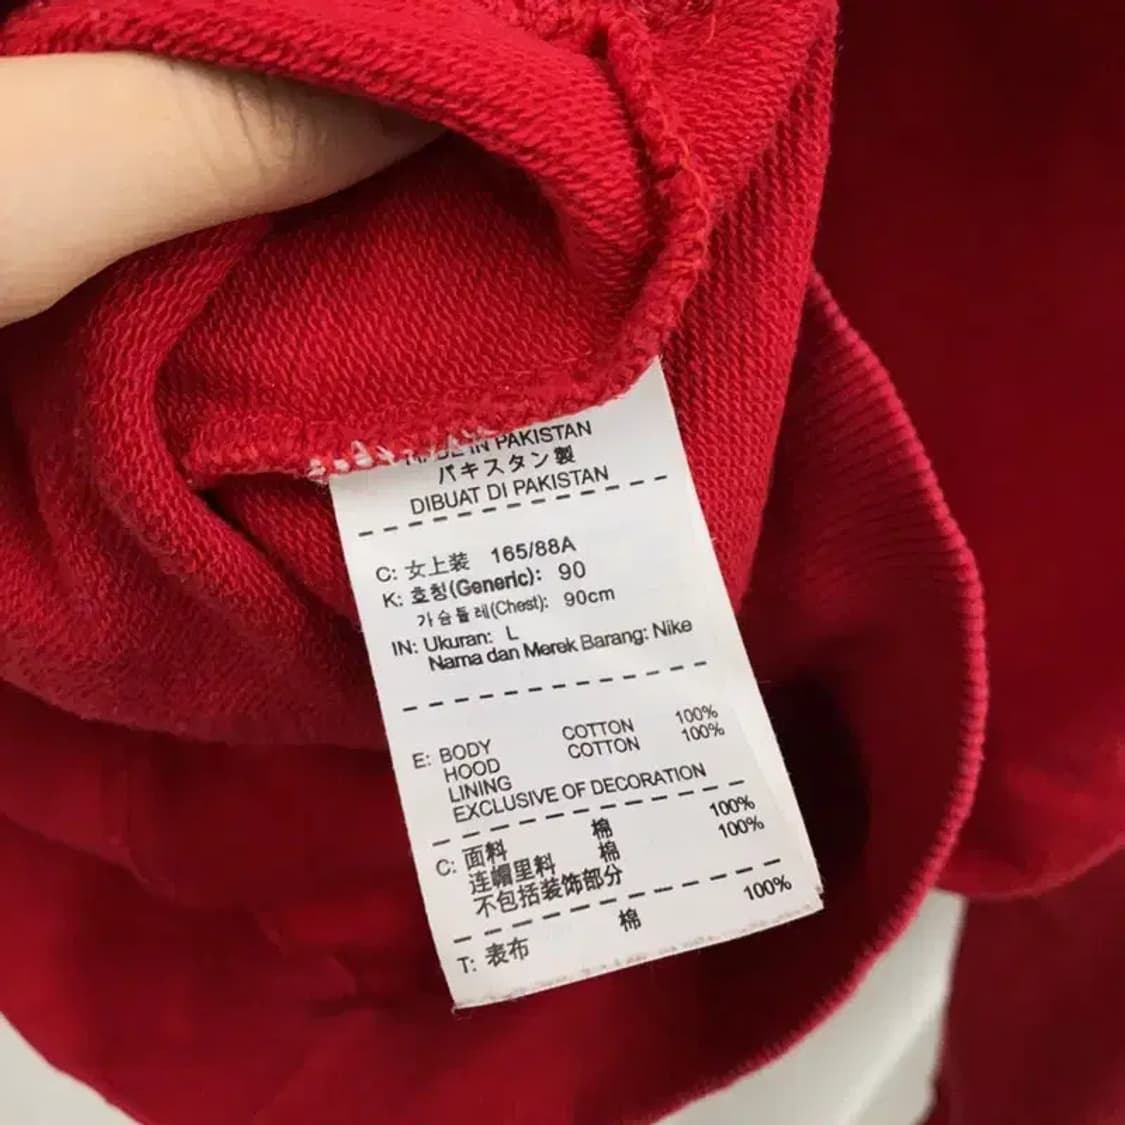 MADE IN PAKISTAN
パキスタン製
DIBUAT DI PAKISTAN
C: 女上装 165/88A
K: 호칭(Generic): 90
가슴둘레(Chest): 90cm
IN: Ukuran: L
Nama dan Merek Barang: Nike
E: BODY COTTON 100%
HOOD COTTON 100%
LINING
EXCLUSIVE OF DECORATION
C: 面料 棉 100%
连帽里料 棉 100%
不包括装饰部分
T: 表布 棉 100%